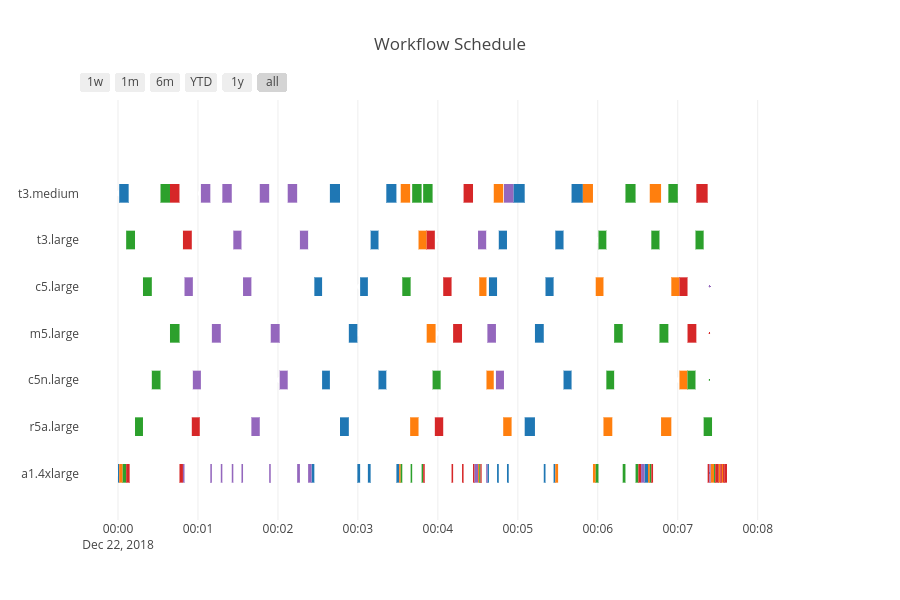 Workflow Schedule
1w 1m 6m YTD 1y all
t3.medium
t3.large
c5.large
m5.large
c5n.large
r5a.large
a1.4xlarge
00:00 00:01 00:02 00:03 00:04 00:05 00:06 00:07 00:08
Dec 22, 2018